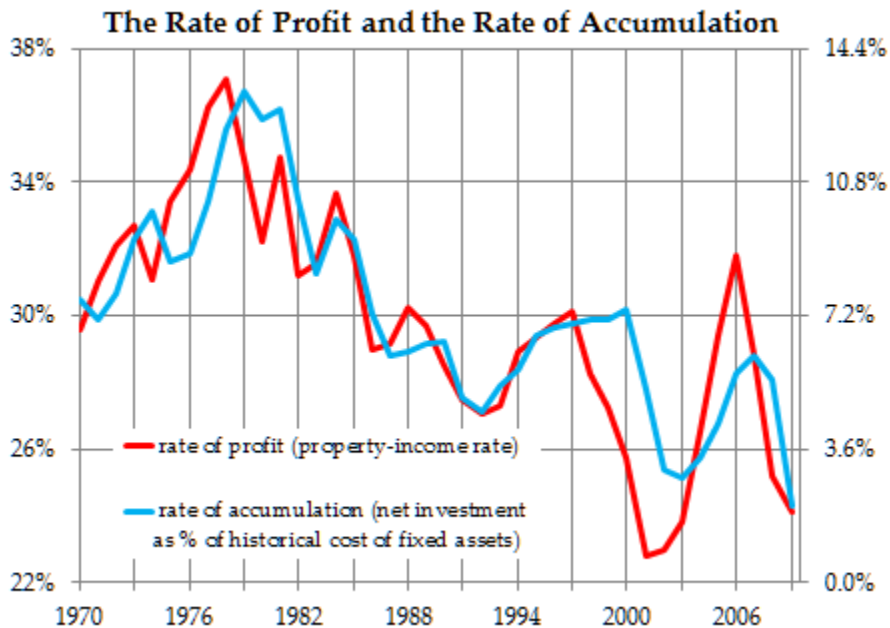 The Rate of Profit and the Rate of Accumulation
38%
14.4%
34%
10.8%
30%
7.2%
26%
3.6%
rate of profit (property-income rate)
rate of accumulation (net investment
as % of historical cost of fixed assets)
22%
0.0%
1970 1976 1982 1988 1994 2000 2006